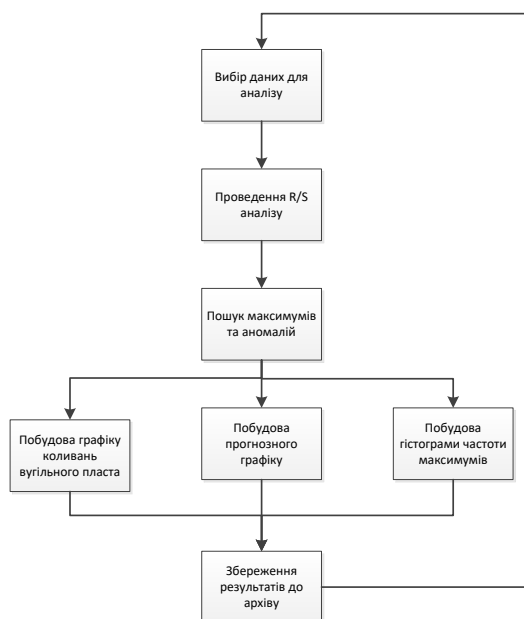 Вибір даних для
аналізу
Проведення R/S
аналізу
Пошук максимумів
та аномалій
Побудова графіку
коливань
вугільного пласта
Побудова
прогнозного
графіку
Побудова
гістограми частоти
максимумів
Збереження
результатів до
архіву